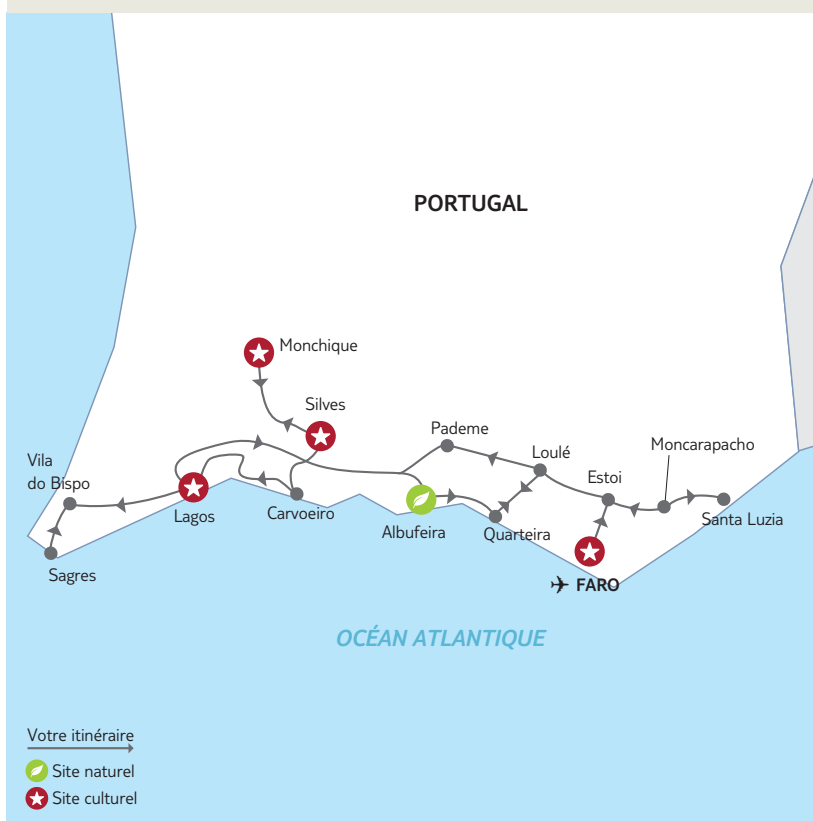 PORTUGAL
Monchique
Silves
Pademe
Loulé
Moncarapacho
Vila
do Bispo
Estoi
Lagos
Carvoeiro
Albufeira
Quarteira
Santa Luzia
Sagres
FARO
OCÉAN ATLANTIQUE
Votre itinéraire
Site naturel
Site culturel